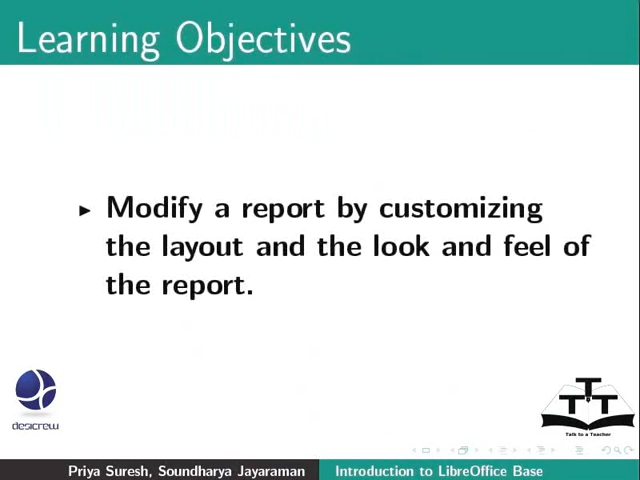 Learning Objectives
Modify a report by customizing
the layout and the look and feel of
the report.
desicrew
T
T T
Talk to a Teacher
Priya Suresh, Soundharya Jayaraman Introduction to LibreOffice Base